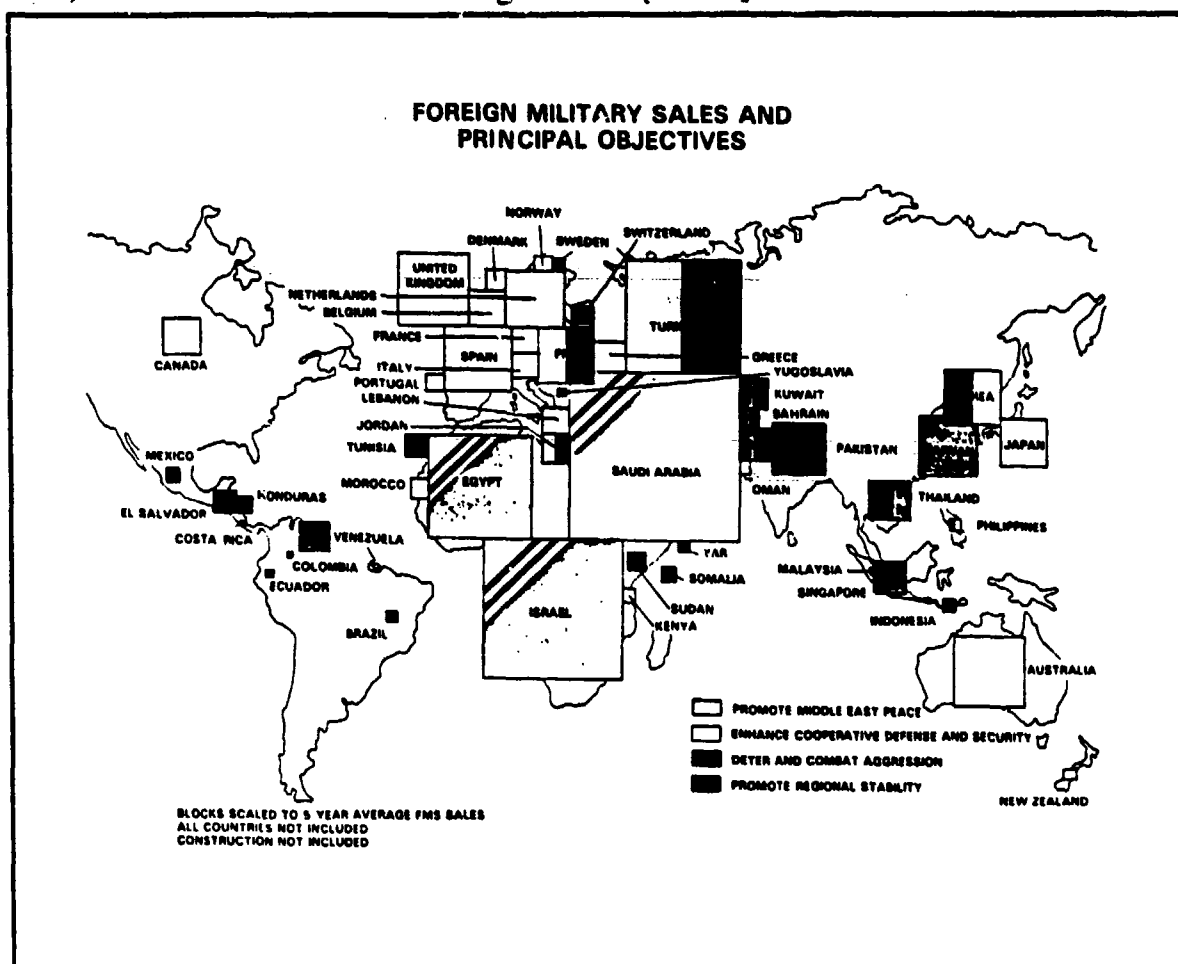 FOREIGN MILITARY SALES AND
PRINCIPAL OBJECTIVES
NORWAY
DENMARK
SWEDEN
SWITZERLAND
UNITED
KINGDOM
NETHERLANDS
BELGIUM
FRANCE
SPAIN
TURK
GREECE
CANADA
ITALY
YUGOSLAVIA
PORTUGAL
KUWAIT
LEBANON
BAHRAIN
JORDAN
TUNISIA
JAPAN
MEXICO
SAUDI ARABIA
PAKISTAN
MOROCCO
EGYPT
OMAN
HONDURAS
THAILAND
EL SALVADOR
PHILIPPINES
COSTA RICA
VENEZUELA
YAR
COLOMBIA
MALAYSIA
SOMALIA
ECUADOR
SINGAPORE
SUDAN
ISRAEL
INDONESIA
KENYA
BRAZIL
AUSTRALIA
PROMOTE MIDDLE EAST PEACE
ENHANCE COOPERATIVE DEFENSE AND SECURITY
DETER AND COMBAT AGGRESSION
PROMOTE REGIONAL STABILITY
NEW ZEALAND
BLOCKS SCALED TO 5 YEAR AVERAGE FMS SALES
ALL COUNTRIES NOT INCLUDED
CONSTRUCTION NOT INCLUDED